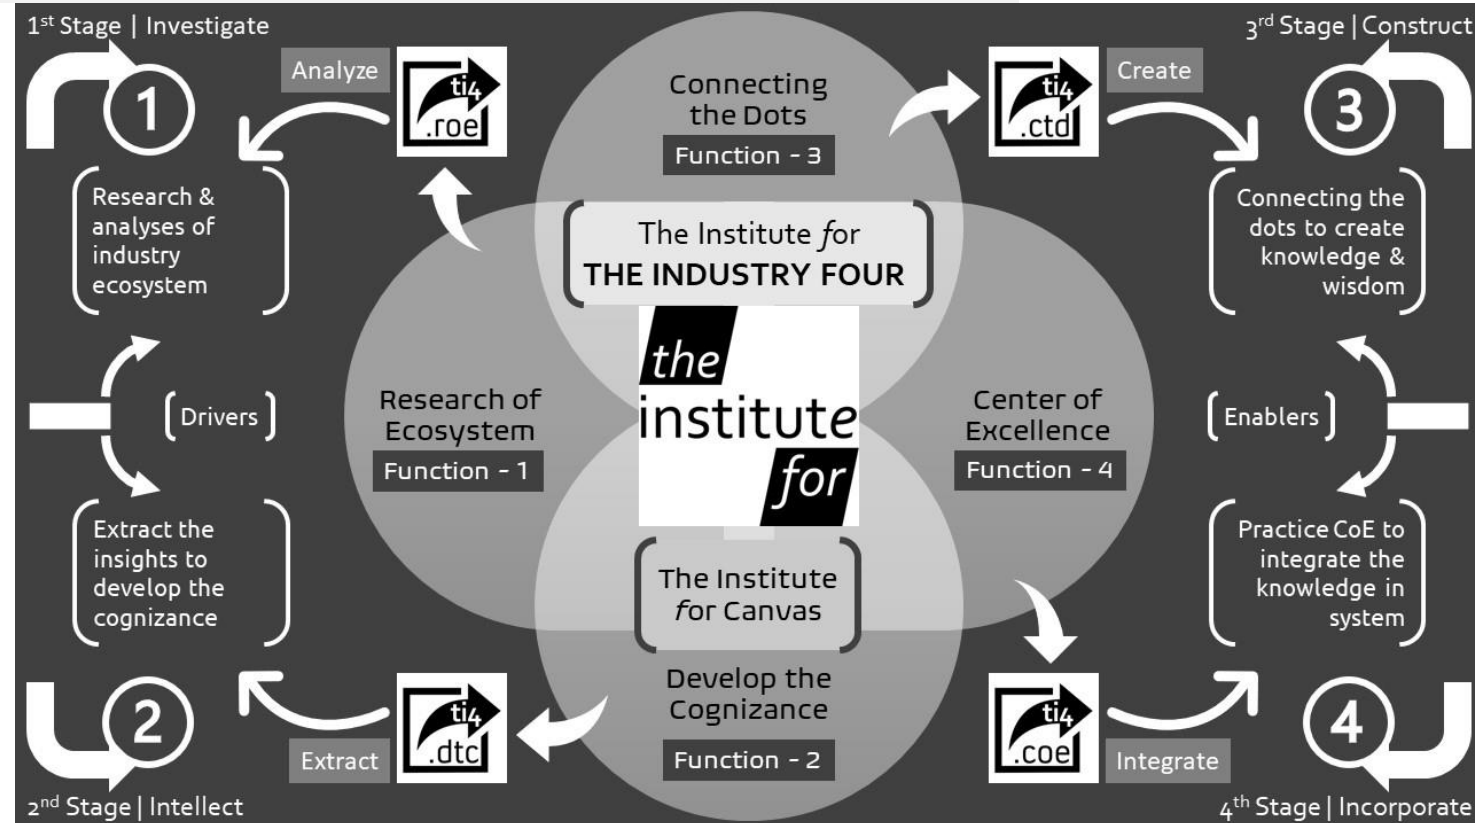 1st Stage | Investigate
Analyze
1
ti4
.roe
Research &
analyses of
industry
ecosystem
Connecting
the Dots
Function - 3
ti4
.ctd
Create
3rd Stage | Construct
3
Connecting the
dots to create
knowledge &
wisdom
The Institute for
THE INDUSTRY FOUR
the
institute
for
Research of
Ecosystem
Function - 1
Center of
Excellence
Function - 4
Drivers
Enablers
Extract the
insights to
develop the
cognizance
The Institute
for Canvas
Develop the
Cognizance
Function - 2
Practice CoE to
integrate the
knowledge in
system
2
Extract
ti4
.dtc
2nd Stage | Intellect
ti4
.coe
Integrate
4
4th Stage | Incorporate